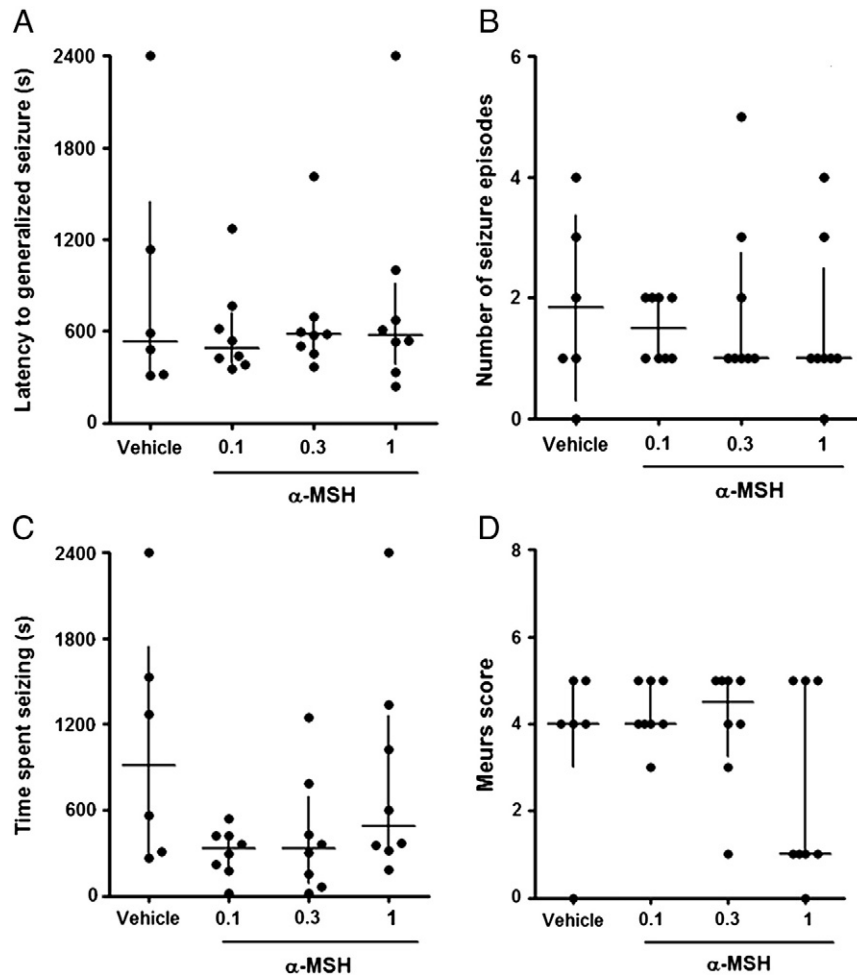 A
Latency to generalized seizure (s)
2400
1800
1200
600
0
Vehicle 0.1 0.3 1
α-MSH
B
Number of seizure episodes
6
4
2
0
Vehicle 0.1 0.3 1
α-MSH
C
Time spent seizing (s)
2400
1800
1200
600
0
Vehicle 0.1 0.3 1
α-MSH
D
Meurs score
8
6
4
2
0
Vehicle 0.1 0.3 1
α-MSH